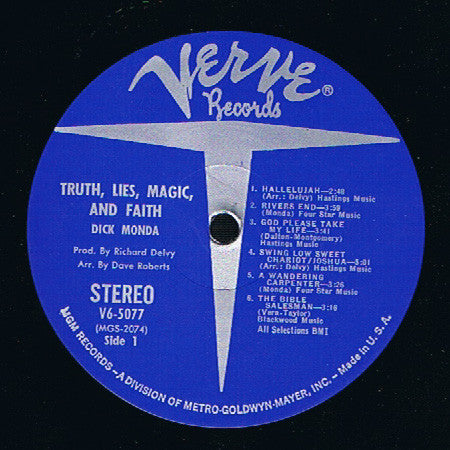 Verve
Records®
TRUTH, LIES, MAGIC,
AND FAITH
DICK MONDA
Prod. By Richard Delvy
Arr. By Dave Roberts
STEREO
V6-5077
(MGS-2074)
Side 1
1. HALLELUJAH—2:48
(Arr.: Delvy) Hastings Music
2. RIVERS END—3:59
(Monda) Four Star Music
3. GOD PLEASE TAKE
MY LIFE—3:41
(Dalton-Montgomery)
Hastings Music
4. SWING LOW SWEET
CHARIOT/JOSHUA—5:01
(Arr.: Delvy) Hastings Music
5. A WANDERING
CARPENTER—3:26
(Monda) Four Star Music
6. THE BIBLE
SALESMAN—3:16
(Vera-Taylor)
Blackwood Music
All Selections BMI
MGM RECORDS—A DIVISION OF METRO-GOLDWYN-MAYER, INC.—Made in U.S.A.